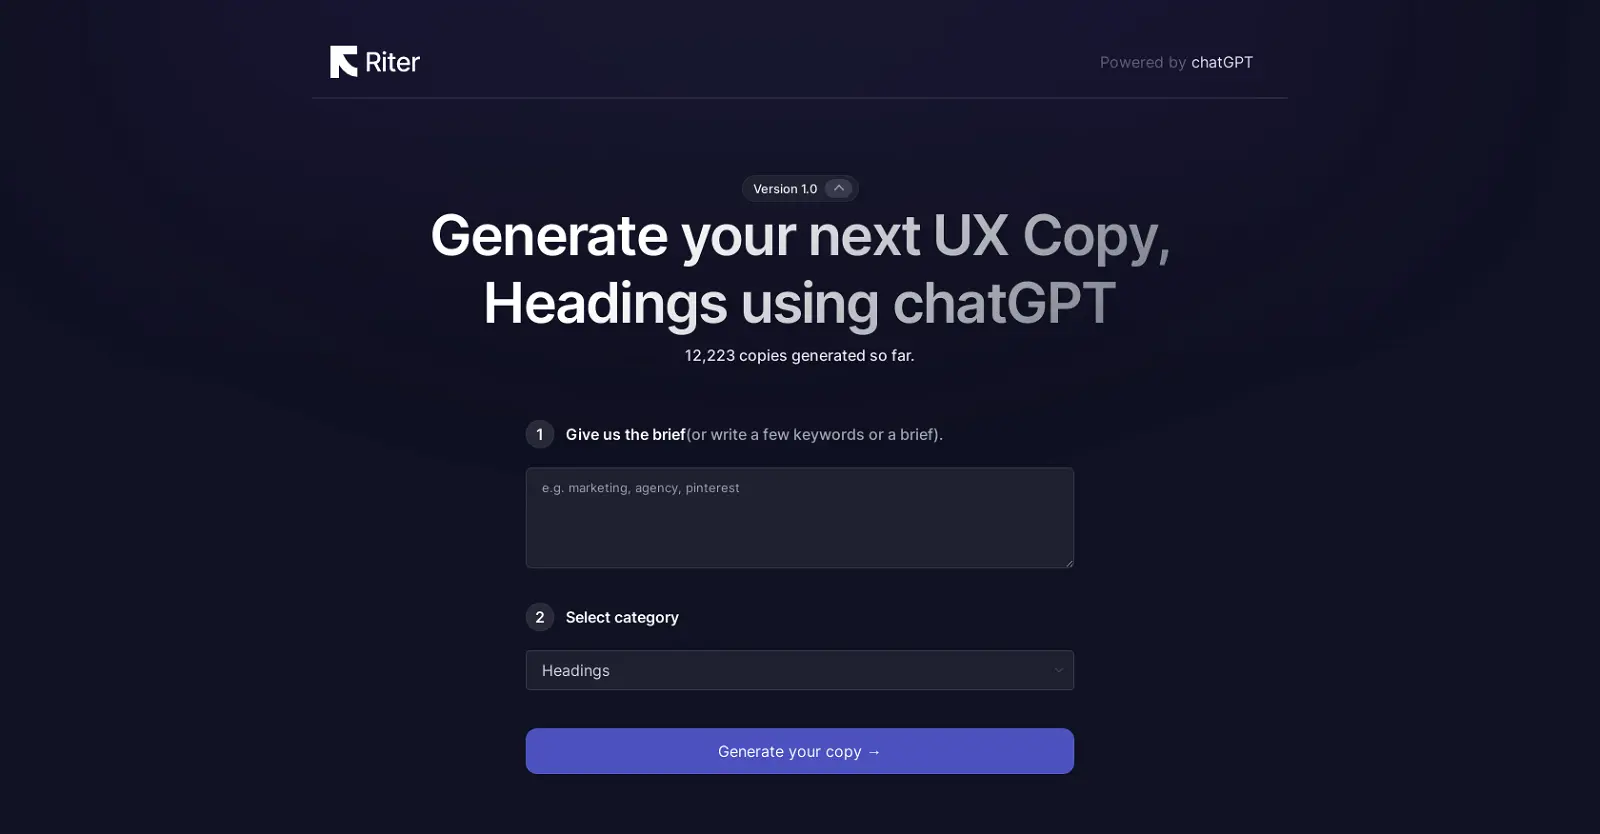 Riter
Powered by chatGPT
Version 1.0
Generate your next UX Copy,
Headings using chatGPT
12,223 copies generated so far.
1 Give us the brief(or write a few keywords or a brief).
e.g. marketing, agency, pinterest
2 Select category
Headings
Generate your copy →